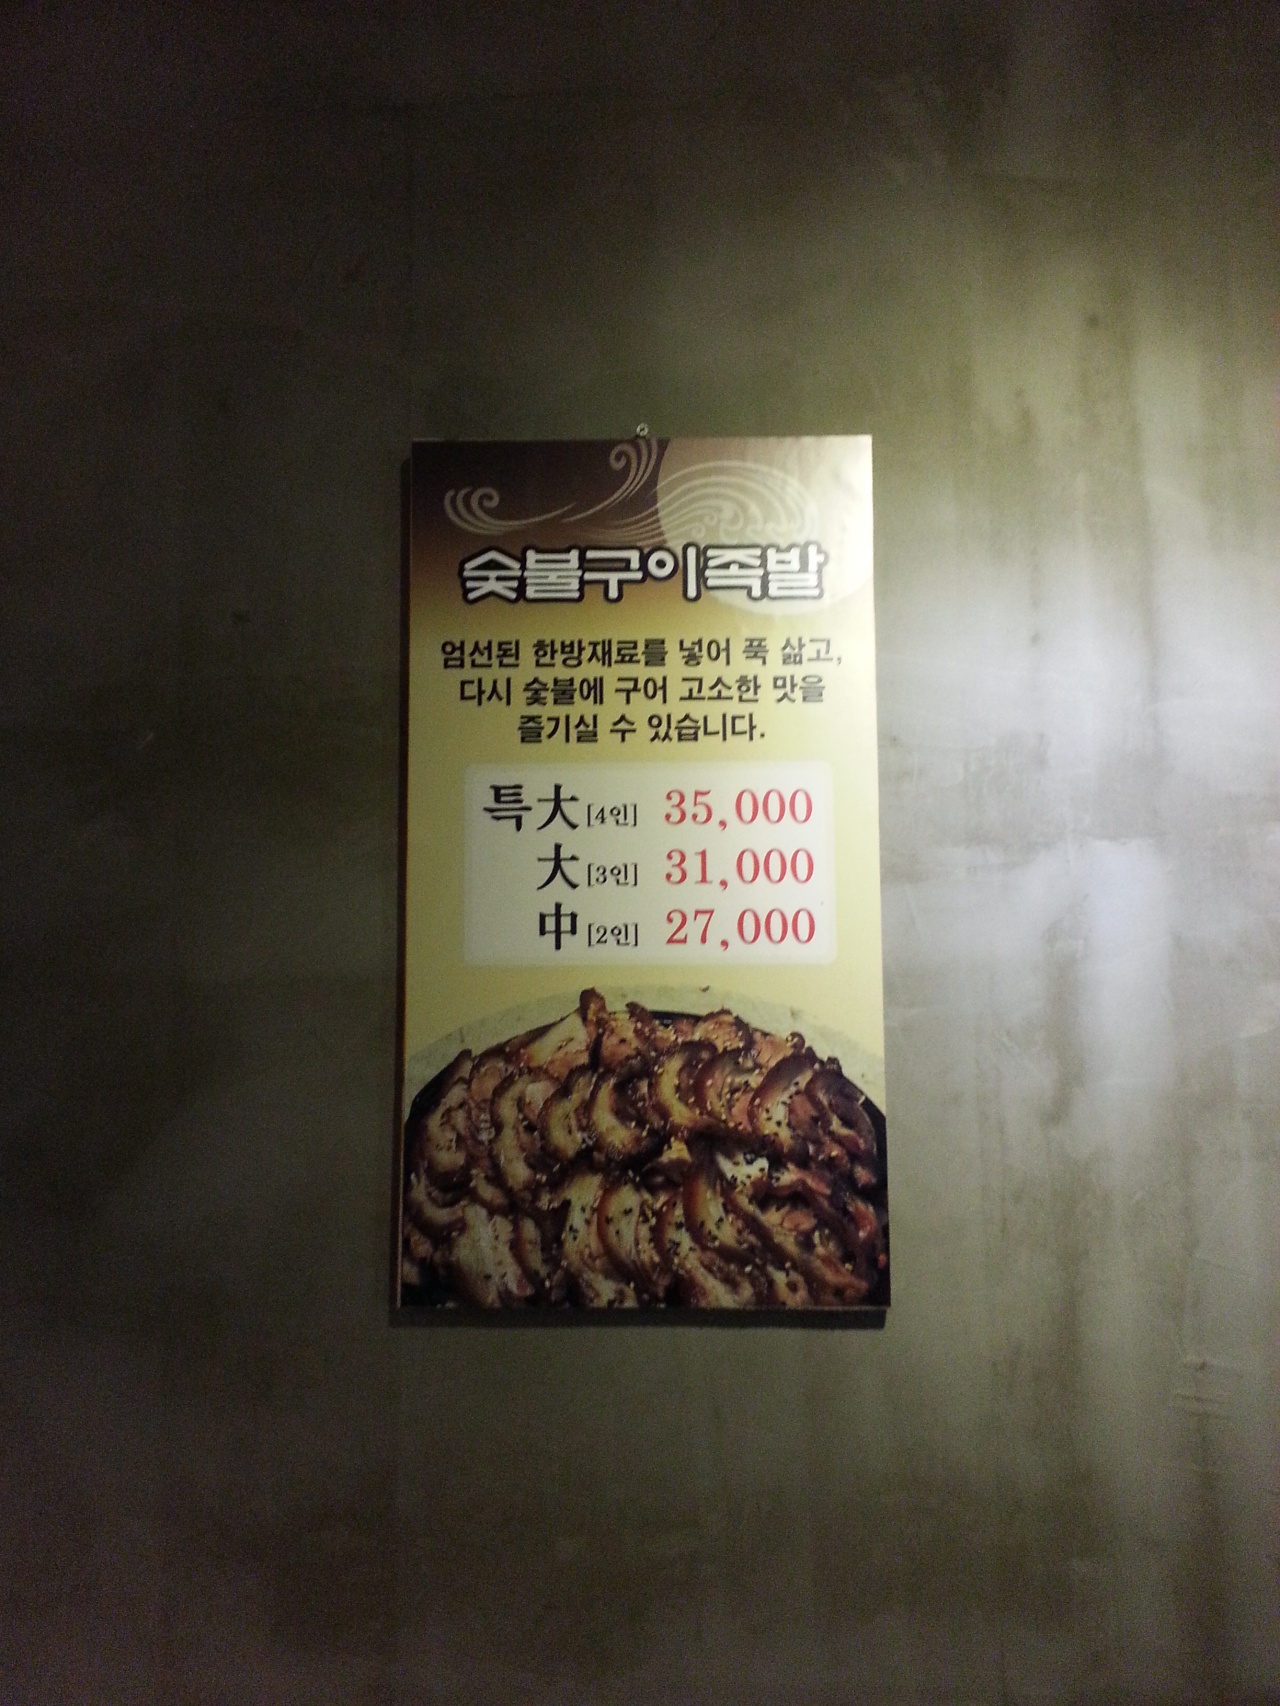 숯불구이족발
엄선된 한방재료를 넣어 푹 삶고,
다시 숯불에 구어 고소한 맛을
즐기실 수 있습니다.
특大[4인] 35,000
大[3인] 31,000
中[2인] 27,000